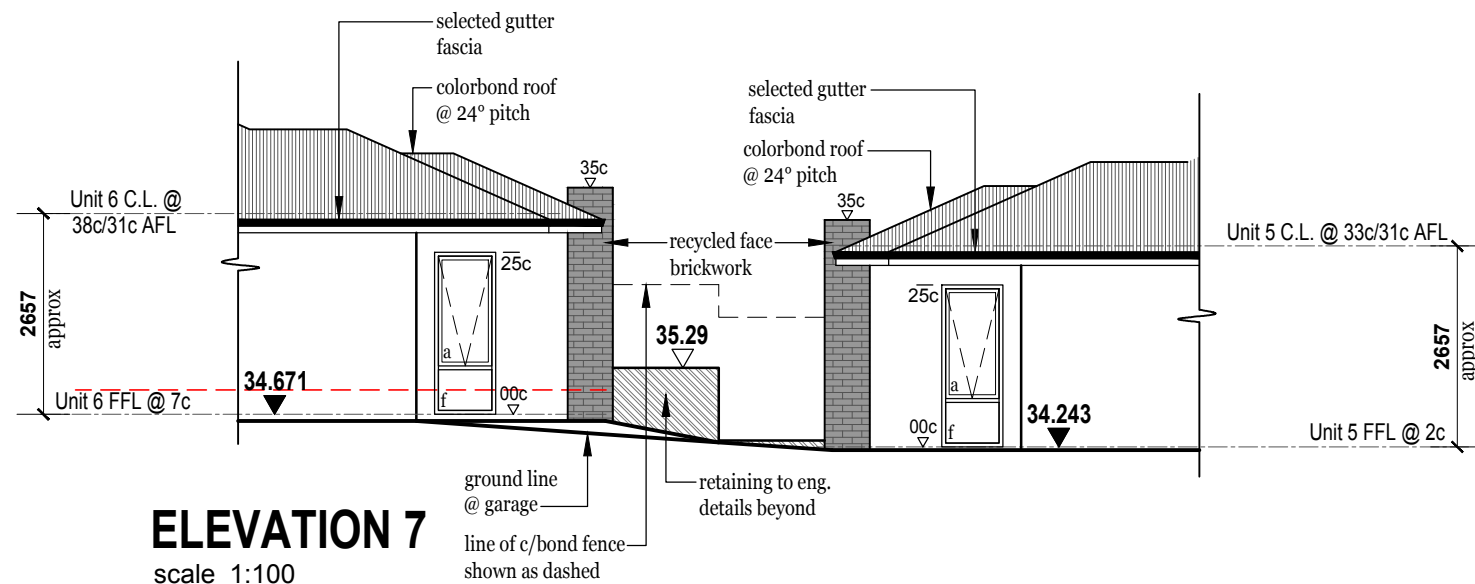 selected gutter
fascia
colorbond roof
@ 24º pitch
selected gutter
fascia
colorbond roof
@ 24º pitch
35c
35c
Unit 6 C.L. @
38c/31c AFL
Unit 5 C.L. @ 33c/31c AFL
recycled face
brickwork
25c
25c
2657
approx
2657
approx
35.29
a
a
34.671
Unit 6 FFL @ 7c
f
00c
00c
f
34.243
Unit 5 FFL @ 2c
ground line
@ garage
retaining to eng.
details beyond
line of c/bond fence
shown as dashed
ELEVATION 7
scale 1:100